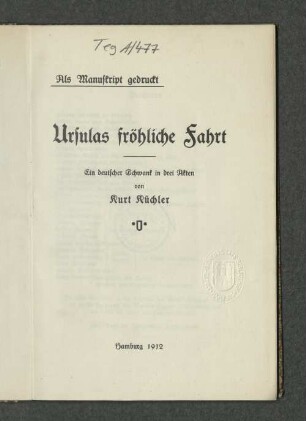 Teg A/477
Als Manuskript gedruckt
Ursulas fröhliche Fahrt
Ein deutscher Schwank in drei Akten
von
Kurt Küchler
Hamburg 1912